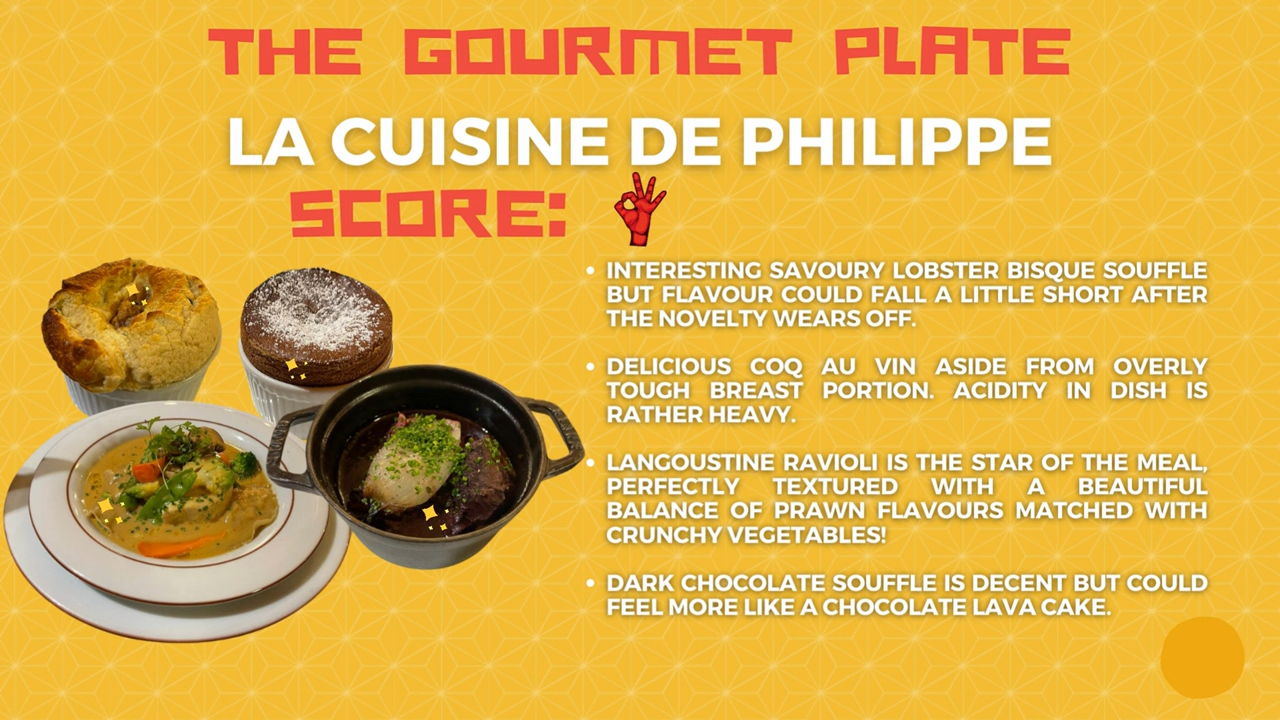 THE GOURMET PLATE
LA CUISINE DE PHILIPPE
SCORE:
• INTERESTING SAVOURY LOBSTER BISQUE SOUFFLE
BUT FLAVOUR COULD FALL A LITTLE SHORT AFTER
THE NOVELTY WEARS OFF.
• DELICIOUS COQ AU VIN ASIDE FROM OVERLY
TOUGH BREAST PORTION. ACIDITY IN DISH IS
RATHER HEAVY.
• LANGOUSTINE RAVIOLI IS THE STAR OF THE MEAL,
PERFECTLY TEXTURED WITH A BEAUTIFUL
BALANCE OF PRAWN FLAVOURS MATCHED WITH
CRUNCHY VEGETABLES!
• DARK CHOCOLATE SOUFFLE IS DECENT BUT COULD
FEEL MORE LIKE A CHOCOLATE LAVA CAKE.